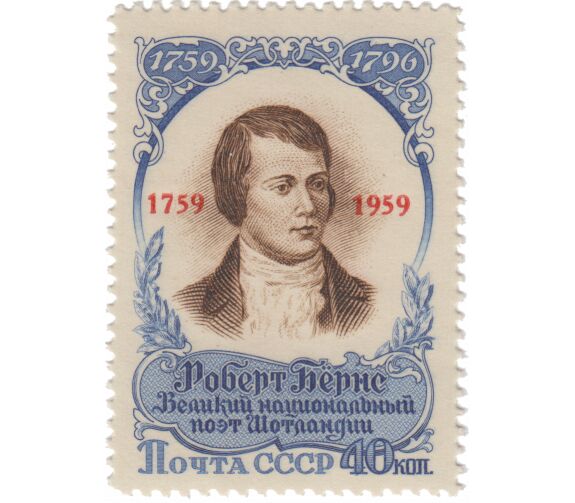 1759 1796
1759 1959
Роберт Бёрнс
Великий национальный
поэт Шотландии
Почта СССР 40 коп.